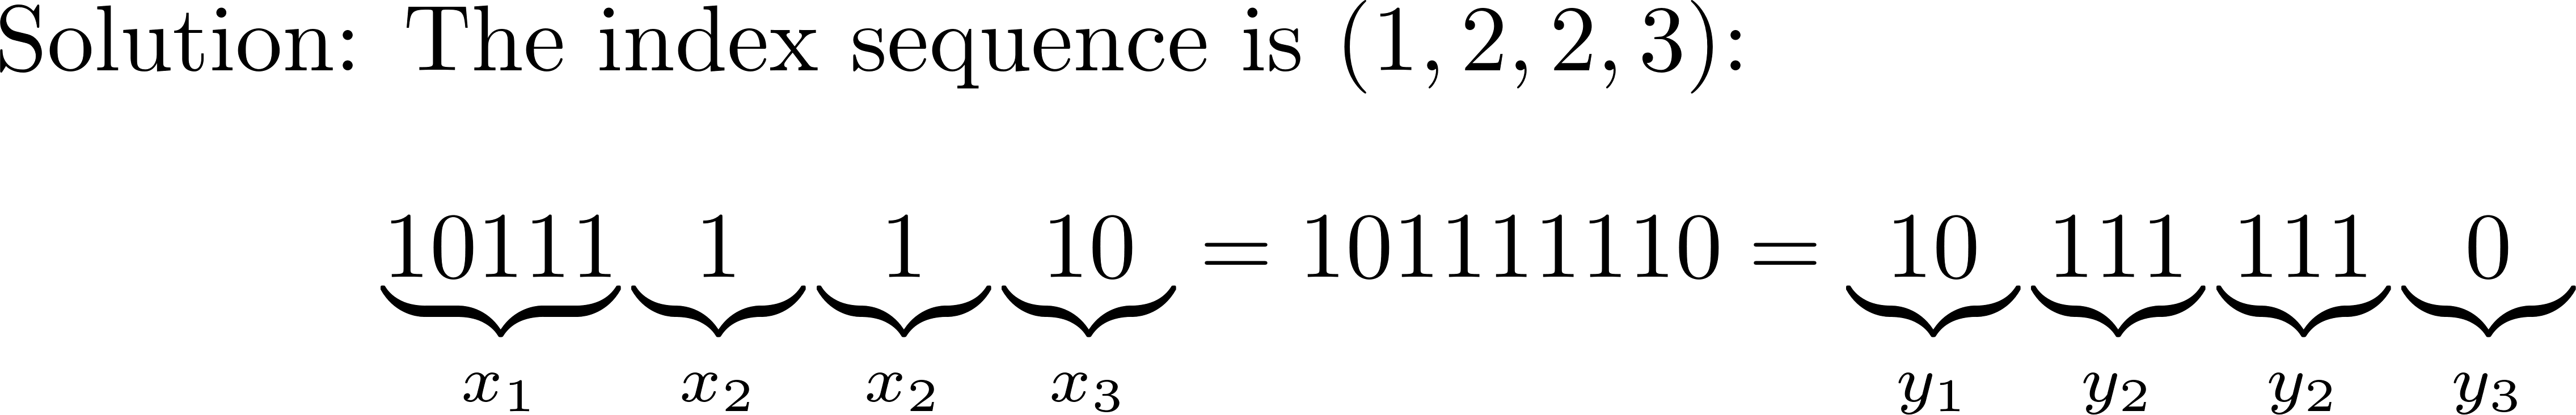 Solution: The index sequence is (1, 2, 2, 3):
10111 1 1 10 = 101111110 = 10 111 111 0
x₁ x₂ x₂ x₃ y₁ y₂ y₂ y₃